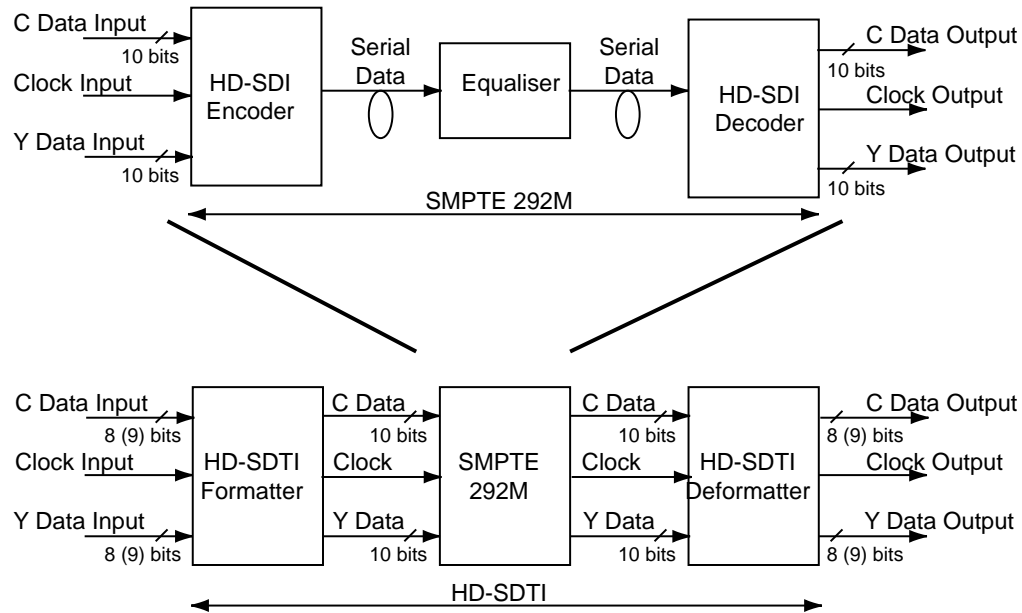 C Data Input
10 bits
Clock Input
Y Data Input
10 bits
HD-SDI
Encoder
Serial
Data
Equaliser
Serial
Data
HD-SDI
Decoder
C Data Output
10 bits
Clock Output
Y Data Output
10 bits
SMPTE 292M
C Data Input
8 (9) bits
Clock Input
Y Data Input
8 (9) bits
HD-SDTI
Formatter
C Data
10 bits
Clock
Y Data
10 bits
SMPTE
292M
C Data
10 bits
Clock
Y Data
10 bits
HD-SDTI
Deformatter
C Data Output
8 (9) bits
Clock Output
Y Data Output
8 (9) bits
HD-SDTI